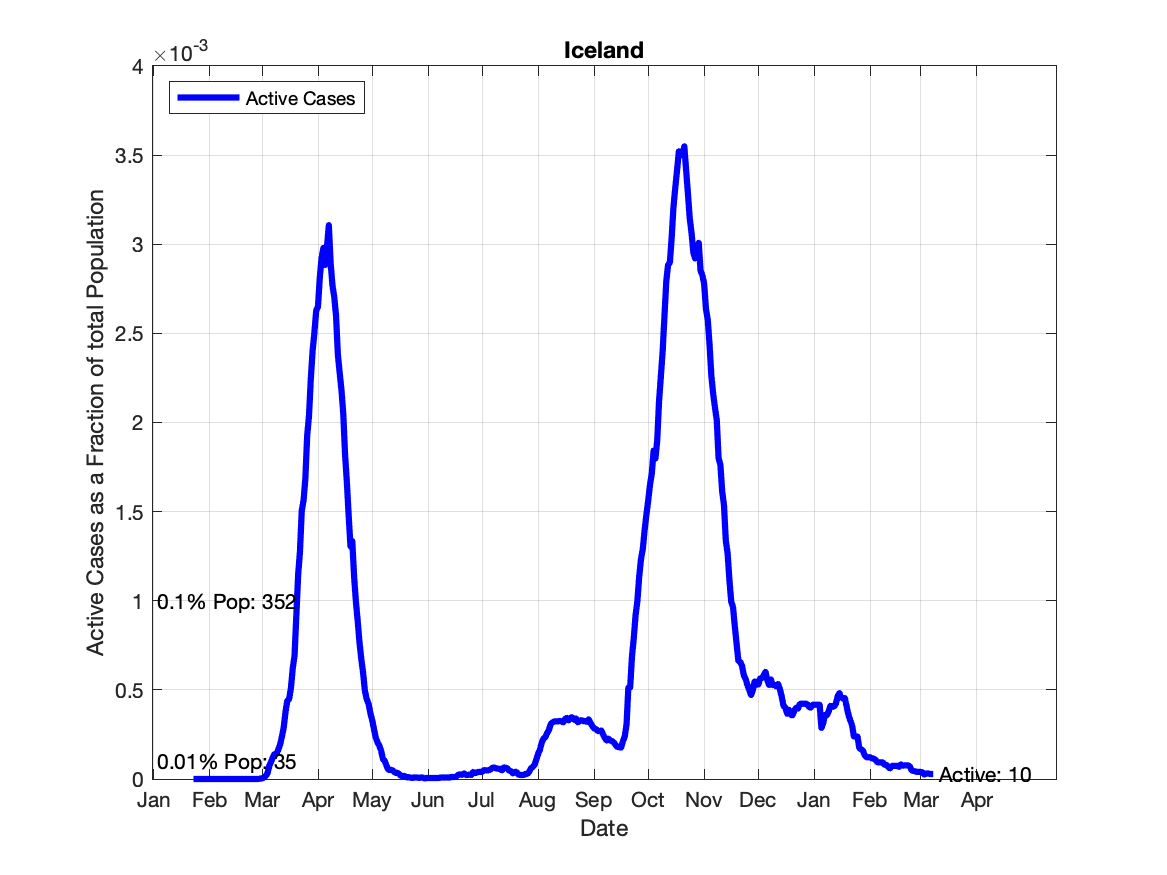 Iceland
×10-3
Active Cases
4
3.5
3
2.5
2
1.5
1
0.5
0
Active Cases as a Fraction of total Population
0.1% Pop: 352
0.01% Pop: 35
Active: 10
Jan Feb Mar Apr May Jun Jul Aug Sep Oct Nov Dec Jan Feb Mar Apr
Date